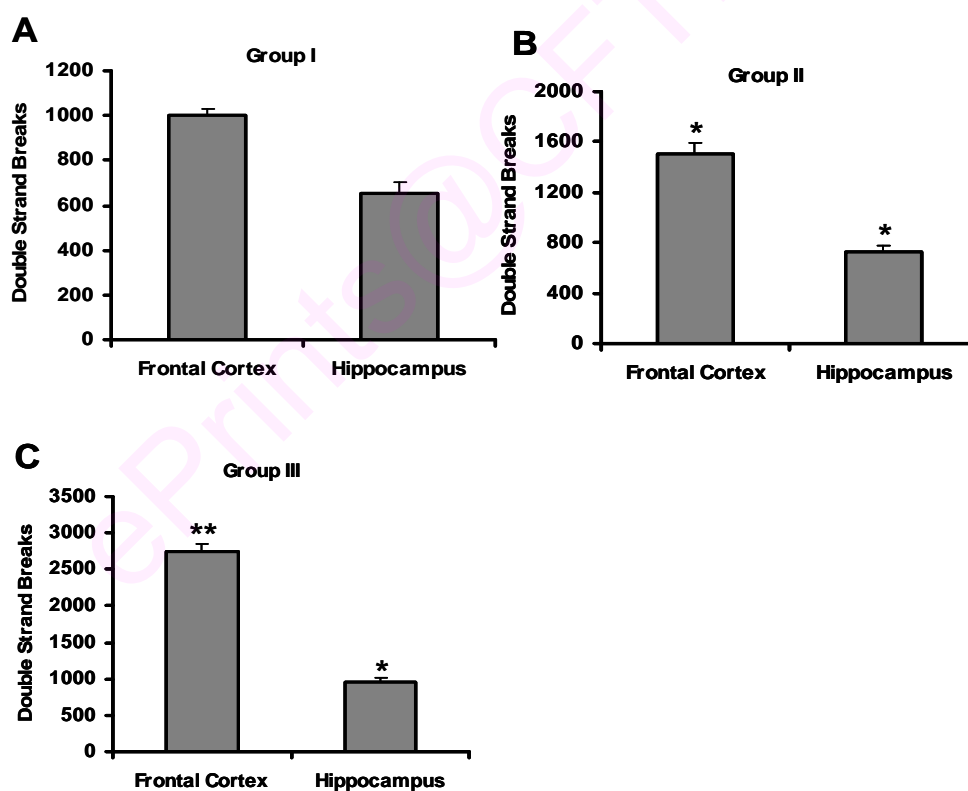 A
Group I
Double Strand Breaks
1200
1000
800
600
400
200
0
Frontal Cortex
Hippocampus
B
Group II
Double Strand Breaks
2000
1600
1200
800
400
0
*
*
Frontal Cortex
Hippocampus
C
Group III
Double Strand Breaks
3500
3000
2500
2000
1500
1000
500
0
**
*
Frontal Cortex
Hippocampus
ePrints@CFT